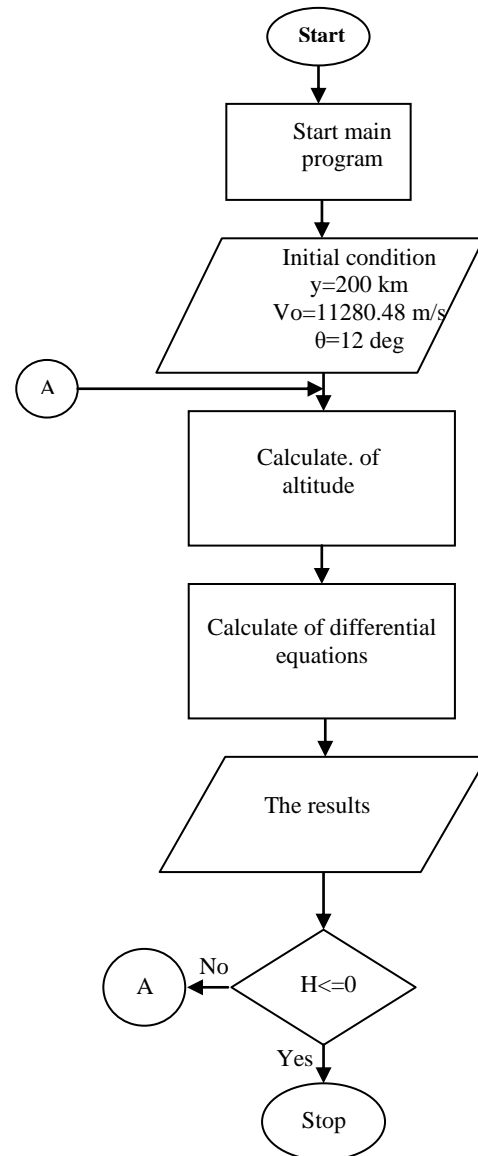 Start
Start main
program
Initial condition
y=200 km
Vo=11280.48 m/s
θ=12 deg
A
Calculate. of
altitude
Calculate of differential
equations
The results
H<=0
No
A
Yes
Stop